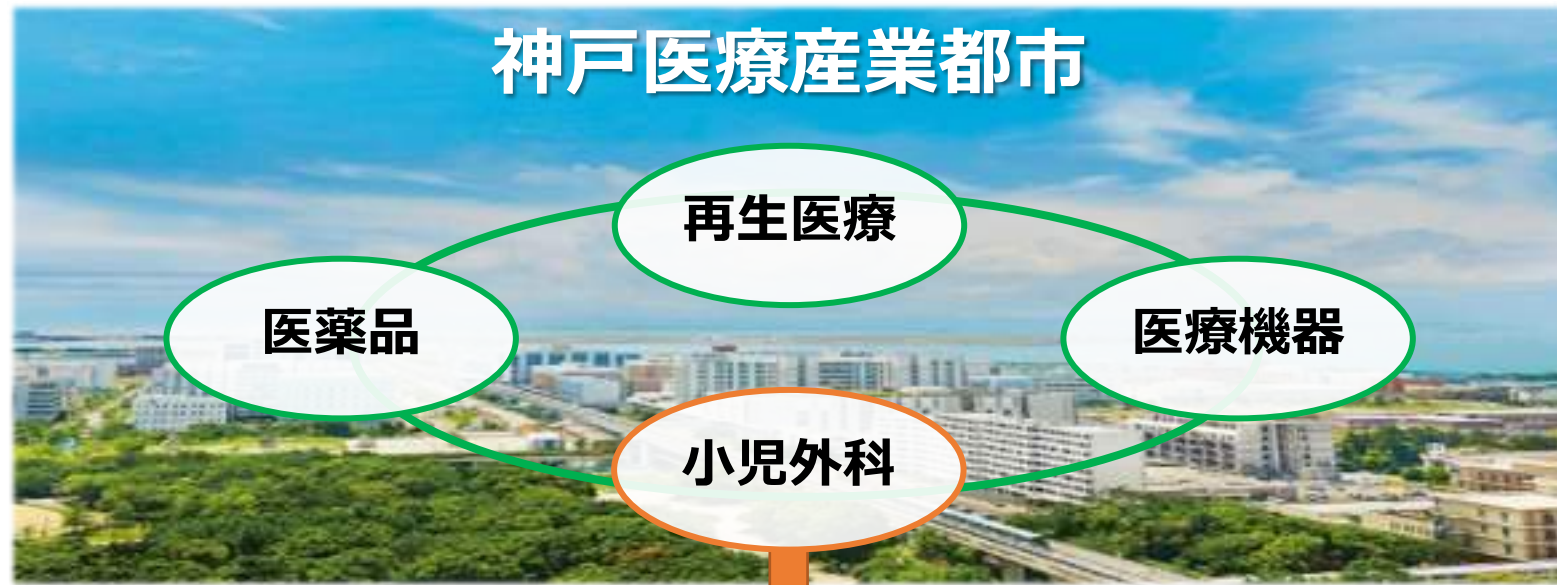 神戸医療産業都市
再生医療
医薬品
医療機器
小児外科